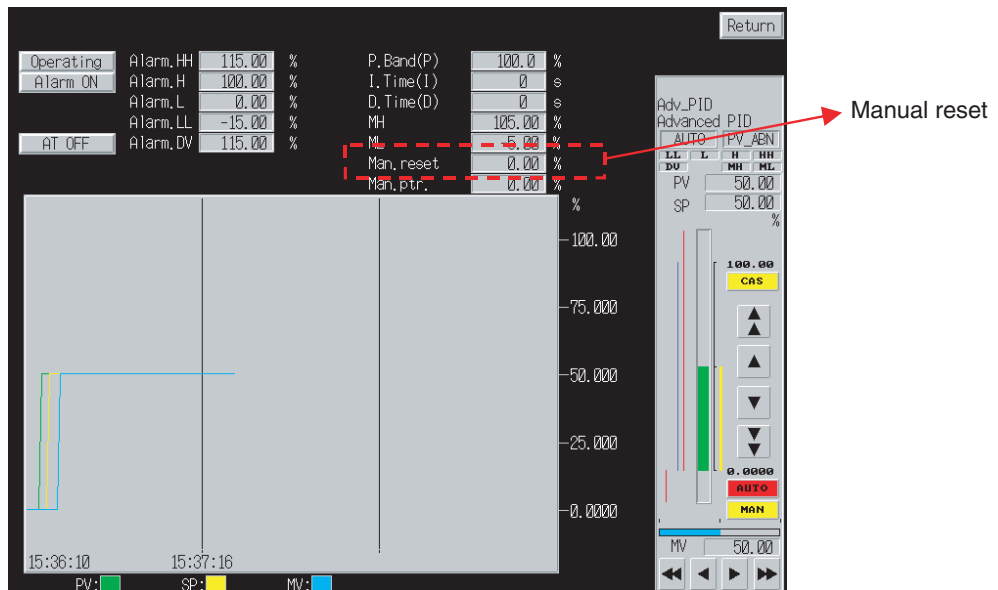 Return
Operating Alarm.HH 115.00 % P.Band(P) 100.0 %
Alarm ON Alarm.H 100.00 % I.Time(I) 0 s
Alarm.L 0.00 % D.Time(D) 0 s
Alarm.LL -15.00 % MH 105.00 %
AT OFF Alarm.DV 115.00 % ML -5.00 %
Man.reset 0.00 %
Man.ptr. 0.00 %
Manual reset
Adv_PID
Advanced PID
AUTO PV_ABN
LL L H HH
DV MH ML
PV 50.00
SP 50.00
%
%
100.00
75.000
50.000
25.000
0.0000
100.00
CAS
0.0000
AUTO
MAN
MV 50.00
15:36:10 15:37:16
PV: SP: MV: